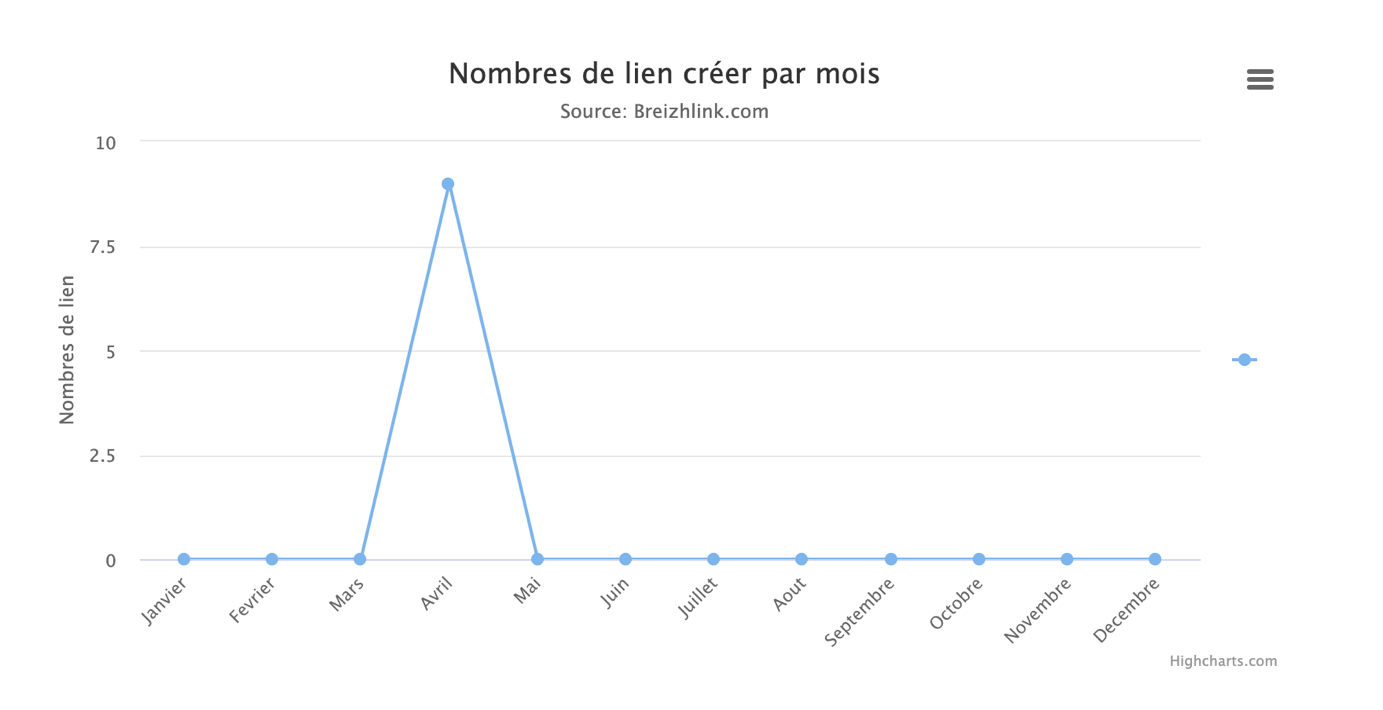 Nombres de lien créer par mois
Source: Breizhlink.com
Nombres de lien
10
7.5
5
2.5
0
Janvier
Fevrier
Mars
Avril
Mai
Juin
Juillet
Aout
Septembre
Octobre
Novembre
Decembre
Highcharts.com